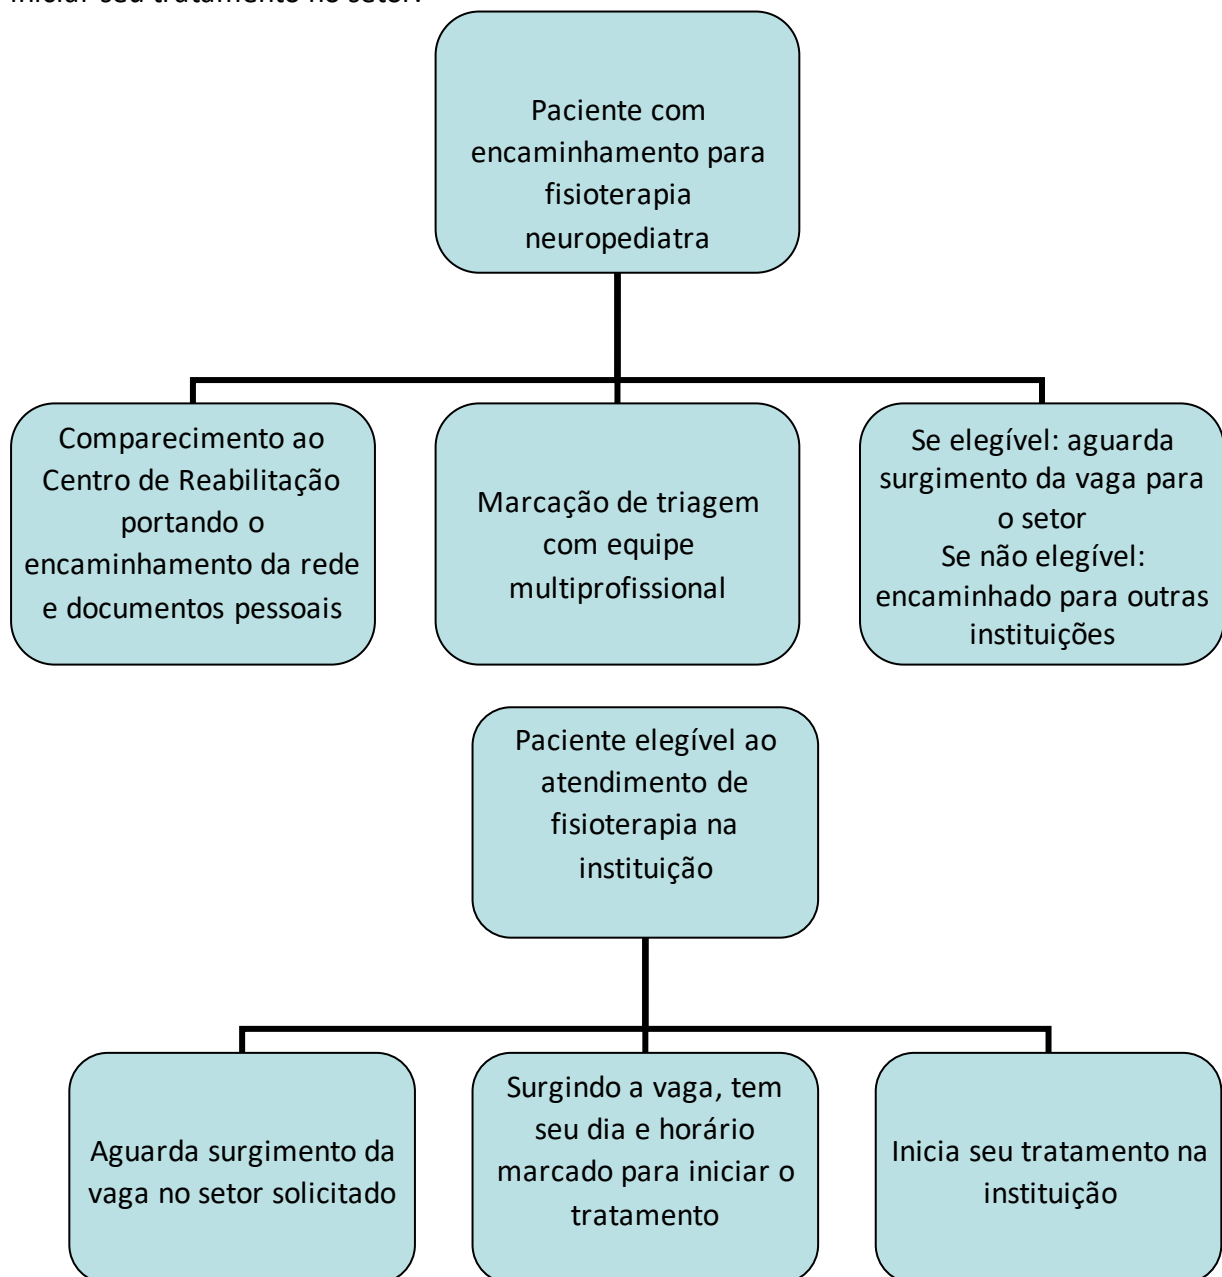 iniciar seu tratamento no setor.
Paciente com
encaminhamento para
fisioterapia
neuropediatra
Comparecimento ao
Centro de Reabilitação
portando o
encaminhamento da rede
e documentos pessoais
Marcação de triagem
com equipe
multiprofissional
Se elegível: aguarda
surgimento da vaga para
o setor
Se não elegível:
encaminhado para outras
instituições
Paciente elegível ao
atendimento de
fisioterapia na
instituição
Aguarda surgimento da
vaga no setor solicitado
Surgindo a vaga, tem
seu dia e horário
marcado para iniciar o
tratamento
Inicia seu tratamento na
instituição